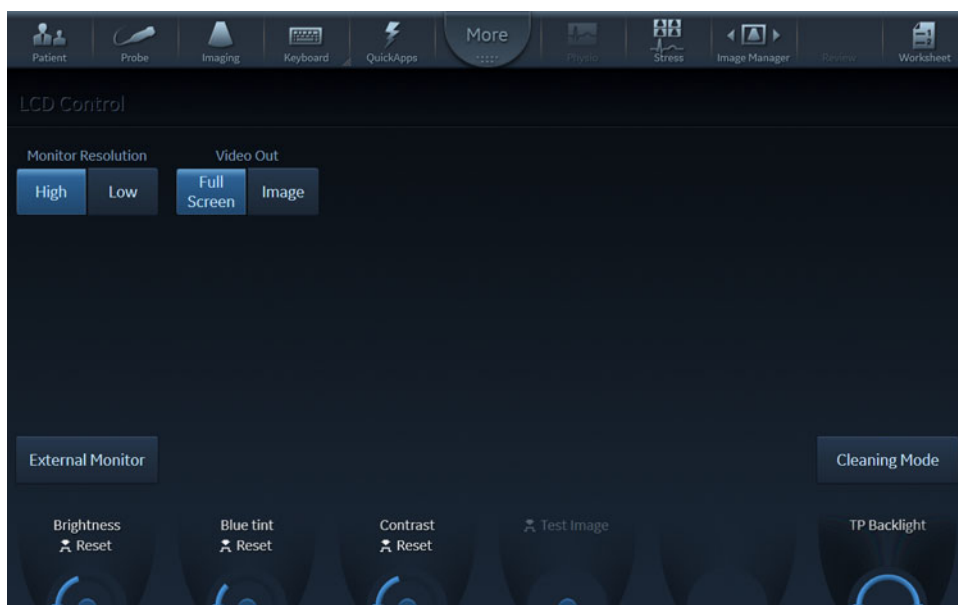 More
Patient
Probe
Imaging
Keyboard
QuickApps
Physio
Stress
Image Manager
Review
Worksheet
LCD Control
Monitor Resolution
Video Out
High
Low
Full
Screen
Image
External Monitor
Cleaning Mode
Brightness
Reset
Blue tint
Reset
Contrast
Reset
Test Image
TP Backlight